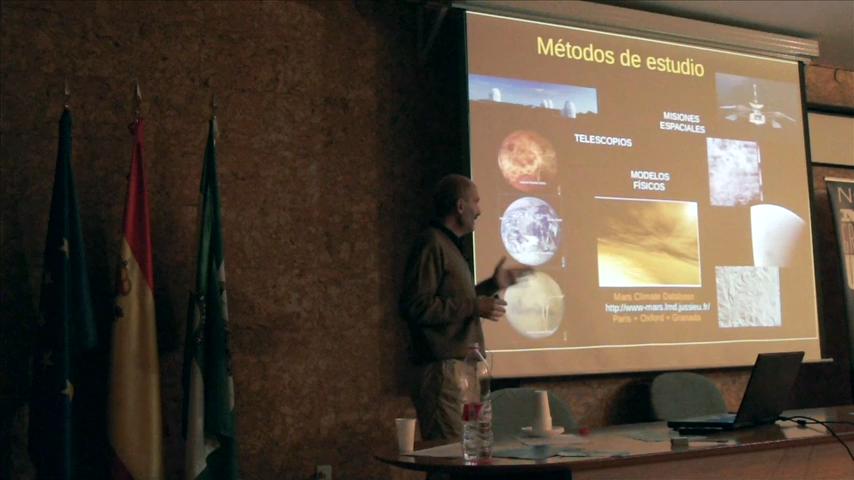 Métodos de estudio
MISIONES
ESPACIALES
TELESCOPIOS
MODELOS
FÍSICOS
Mars Climate Database
http://www-mars.lmd.jussieu.fr/
Paris + Oxford + Granada
N